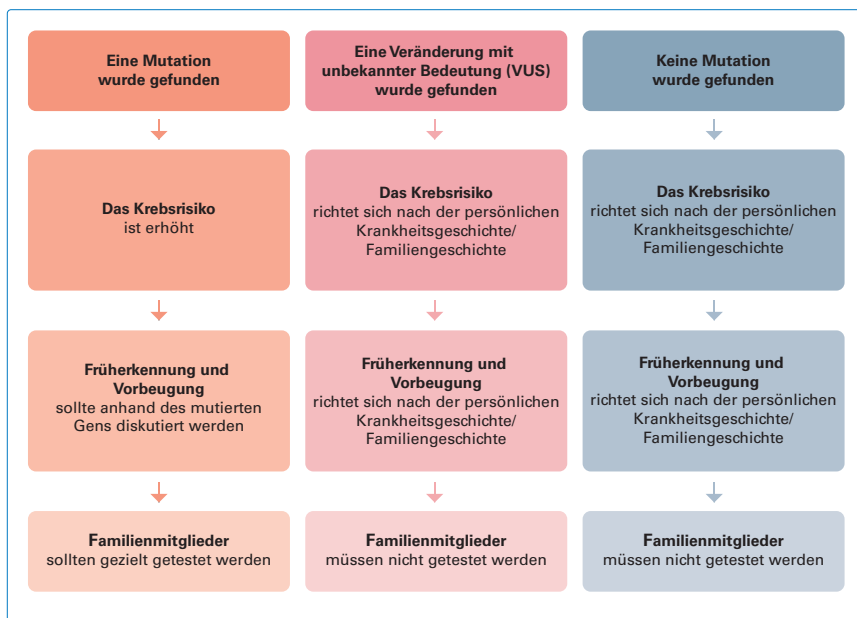 Eine Mutation
wurde gefunden
Eine Veränderung mit
unbekannter Bedeutung (VUS)
wurde gefunden
Keine Mutation
wurde gefunden
Das Krebsrisiko
ist erhöht
Das Krebsrisiko
richtet sich nach der persönlichen
Krankheitsgeschichte/
Familiengeschichte
Das Krebsrisiko
richtet sich nach der persönlichen
Krankheitsgeschichte/
Familiengeschichte
Früherkennung und
Vorbeugung
sollte anhand des mutierten
Gens diskutiert werden
Früherkennung und
Vorbeugung
richtet sich nach der persönlichen
Krankheitsgeschichte/
Familiengeschichte
Früherkennung und
Vorbeugung
richtet sich nach der persönlichen
Krankheitsgeschichte/
Familiengeschichte
Familienmitglieder
sollten gezielt getestet werden
Familienmitglieder
müssen nicht getestet werden
Familienmitglieder
müssen nicht getestet werden